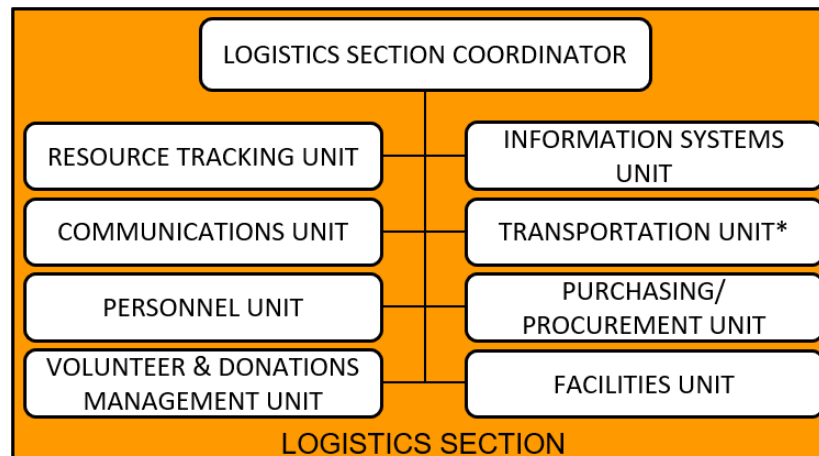 LOGISTICS SECTION COORDINATOR
RESOURCE TRACKING UNIT
INFORMATION SYSTEMS
UNIT
COMMUNICATIONS UNIT
TRANSPORTATION UNIT*
PERSONNEL UNIT
PURCHASING/
PROCUREMENT UNIT
VOLUNTEER & DONATIONS
MANAGEMENT UNIT
FACILITIES UNIT
LOGISTICS SECTION